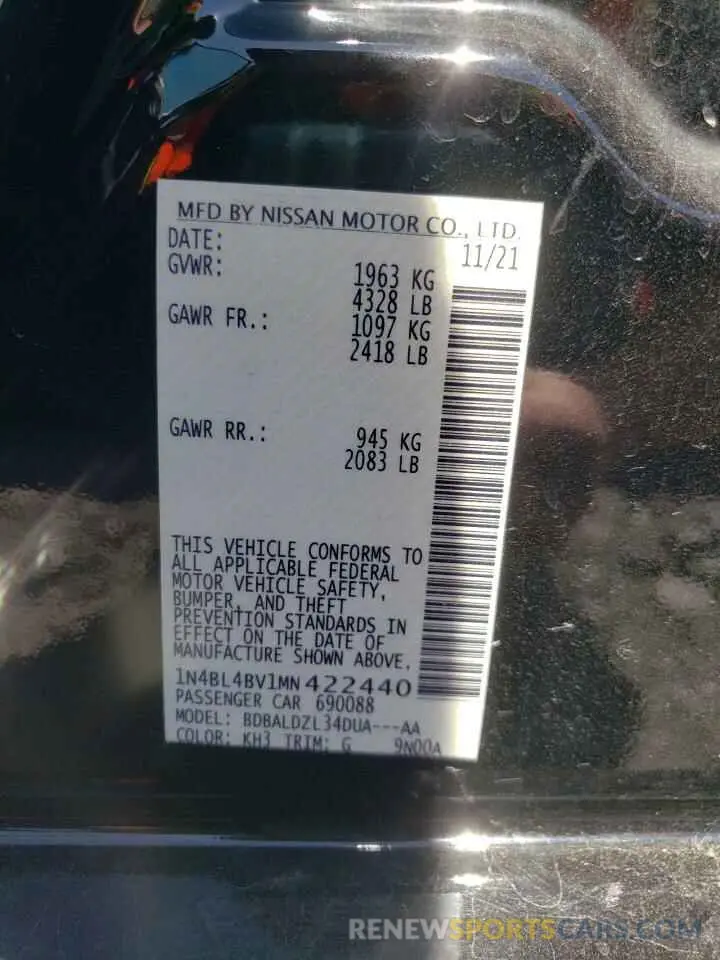 MFD BY NISSAN MOTOR CO., LTD.
DATE: 11/21
GVWR: 1963 KG
4328 LB
GAWR FR.: 1097 KG
2418 LB
GAWR RR.: 945 KG
2083 LB
THIS VEHICLE CONFORMS TO
ALL APPLICABLE FEDERAL
MOTOR VEHICLE SAFETY,
BUMPER, AND THEFT
PREVENTION STANDARDS IN
EFFECT ON THE DATE OF
MANUFACTURE SHOWN ABOVE.
1N4BL4BV1MN422440
PASSENGER CAR 690088
MODEL: BDBALDZL34DUA---AA
COLOR: KH3 TRIM: G 9N00A
RENEWSPORTSCARS.COM